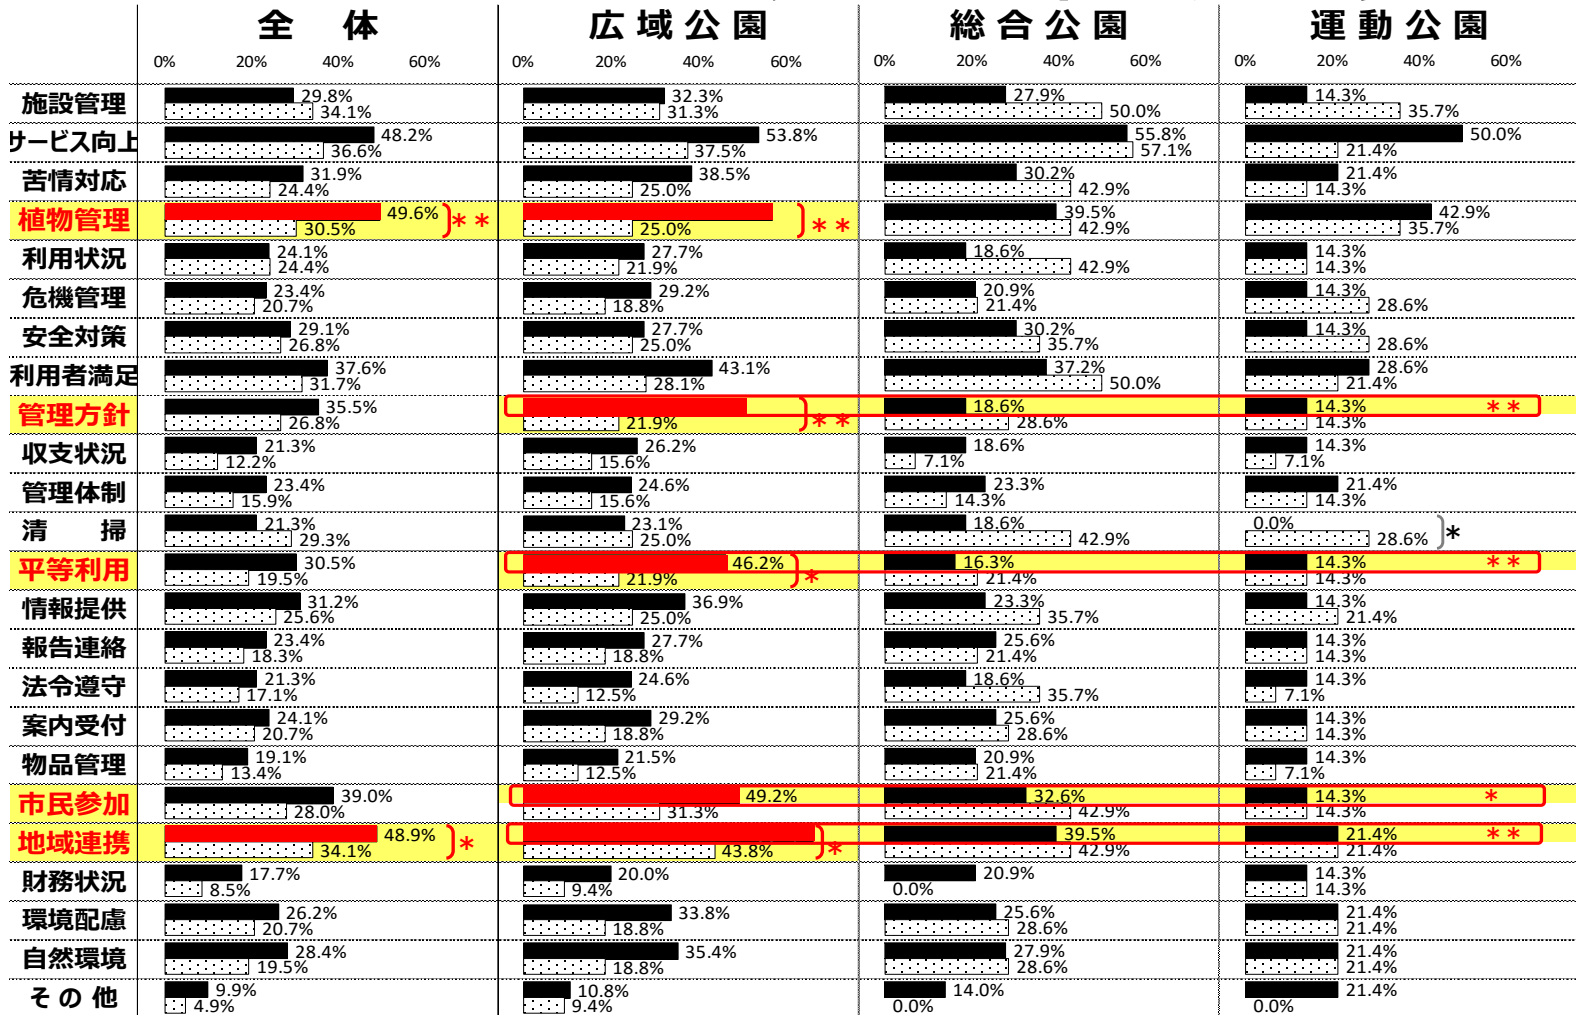 全 体 広域公園 総合公園 運動公園
0% 20% 40% 60% 0% 20% 40% 60% 0% 20% 40% 60% 0% 20% 40% 60%
施設管理 29.8% 32.3% 27.9% 14.3%
34.1% 31.3% 50.0% 35.7%
サービス向上 48.2% 53.8% 55.8% 50.0%
36.6% 37.5% 57.1% 21.4%
苦情対応 31.9% 38.5% 30.2% 21.4%
24.4% 25.0% 42.9% 14.3%
植物管理 49.6% ** ** 39.5% 42.9%
30.5% 25.0% 42.9% 35.7%
利用状況 24.1% 27.7% 18.6% 14.3%
24.4% 21.9% 42.9% 14.3%
危機管理 23.4% 29.2% 20.9% 14.3%
20.7% 18.8% 21.4% 28.6%
安全対策 29.1% 27.7% 30.2% 14.3%
26.8% 25.0% 35.7% 28.6%
利用者満足 37.6% 43.1% 37.2% 28.6%
31.7% 28.1% 50.0% 21.4%
管理方針 35.5% 18.6% 14.3% **
26.8% 21.9% ** 28.6% 14.3%
収支状況 21.3% 26.2% 18.6% 14.3%
12.2% 15.6% 7.1% 7.1%
管理体制 23.4% 24.6% 23.3% 21.4%
15.9% 15.6% 14.3% 14.3%
清 掃 21.3% 23.1% 18.6% 0.0%
29.3% 25.0% 42.9% 28.6% *
平等利用 30.5% 46.2% 16.3% 14.3% **
19.5% 21.9% * 21.4% 14.3%
情報提供 31.2% 36.9% 23.3% 14.3%
25.6% 25.0% 35.7% 21.4%
報告連絡 23.4% 27.7% 25.6% 14.3%
18.3% 18.8% 21.4% 14.3%
法令遵守 21.3% 24.6% 18.6% 14.3%
17.1% 12.5% 35.7% 7.1%
案内受付 24.1% 29.2% 25.6% 14.3%
20.7% 18.8% 28.6% 14.3%
物品管理 19.1% 21.5% 20.9% 14.3%
13.4% 12.5% 21.4% 7.1%
市民参加 39.0% 49.2% 32.6% 14.3% *
28.0% 31.3% 42.9% 14.3%
地域連携 48.9% * 39.5% 21.4% **
34.1% 43.8% * 42.9% 21.4%
財務状況 17.7% 20.0% 20.9% 14.3%
8.5% 9.4% 0.0% 14.3%
環境配慮 26.2% 33.8% 25.6% 21.4%
20.7% 18.8% 28.6% 21.4%
自然環境 28.4% 35.4% 27.9% 21.4%
19.5% 18.8% 28.6% 21.4%
その他 9.9% 10.8% 14.0% 21.4%
4.9% 9.4% 0.0% 0.0%